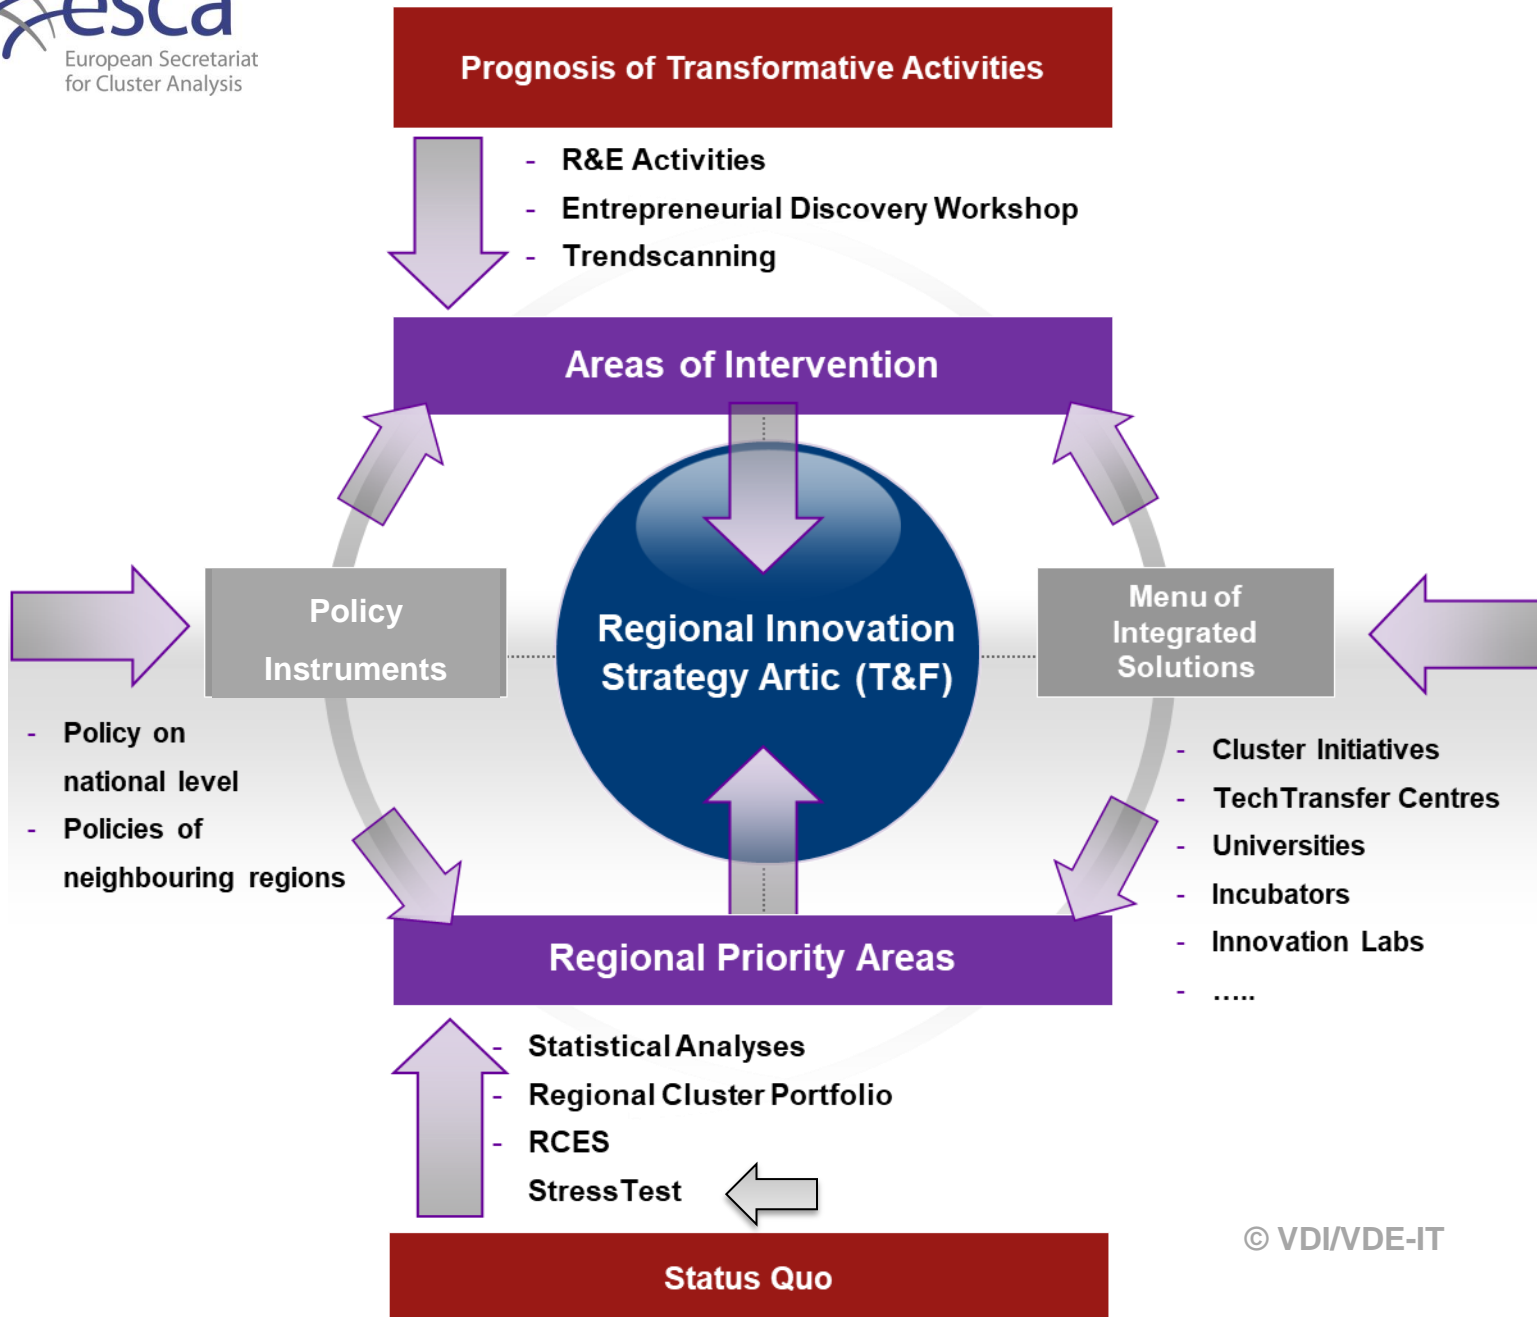 esca
European Secretariat
for Cluster Analysis
Prognosis of Transformative Activities
- R&E Activities
- Entrepreneurial Discovery Workshop
- Trendscanning
Areas of Intervention
Policy
Instruments
Regional Innovation
Strategy Artic (T&F)
Menu of
Integrated
Solutions
- Policy on
national level
- Policies of
neighbouring regions
- Cluster Initiatives
- TechTransfer Centres
- Universities
- Incubators
- Innovation Labs
- .....
Regional Priority Areas
- Statistical Analyses
- Regional Cluster Portfolio
- RCES
StressTest
© VDI/VDE-IT
Status Quo